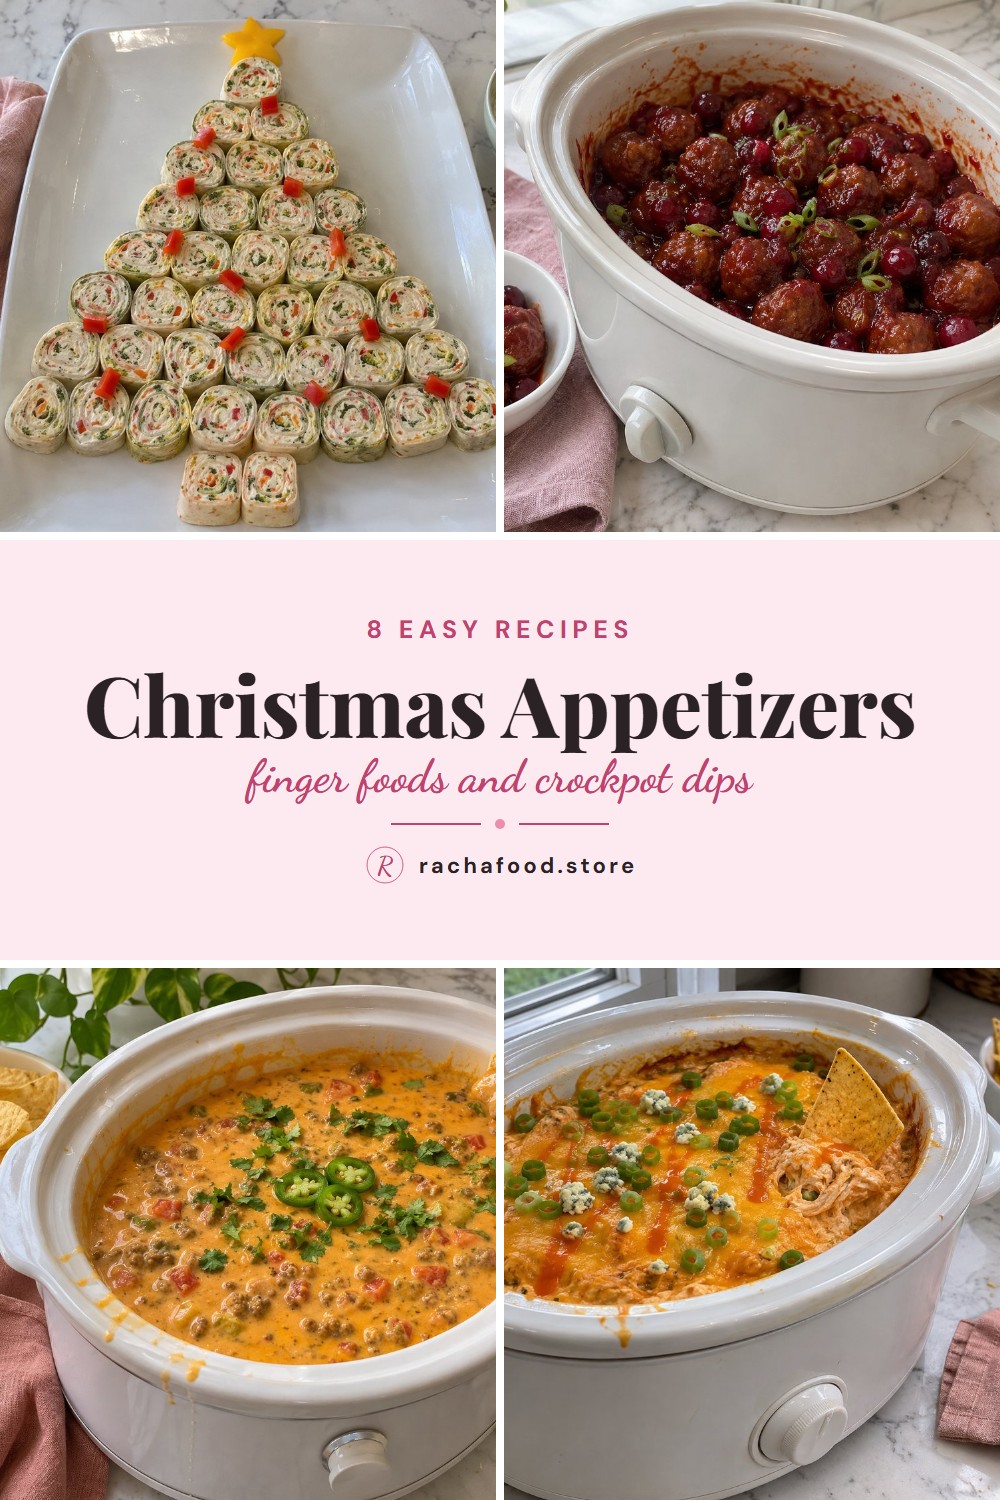 8 EASY RECIPES
Christmas Appetizers
finger foods and crockpot dips
R rachafood.store